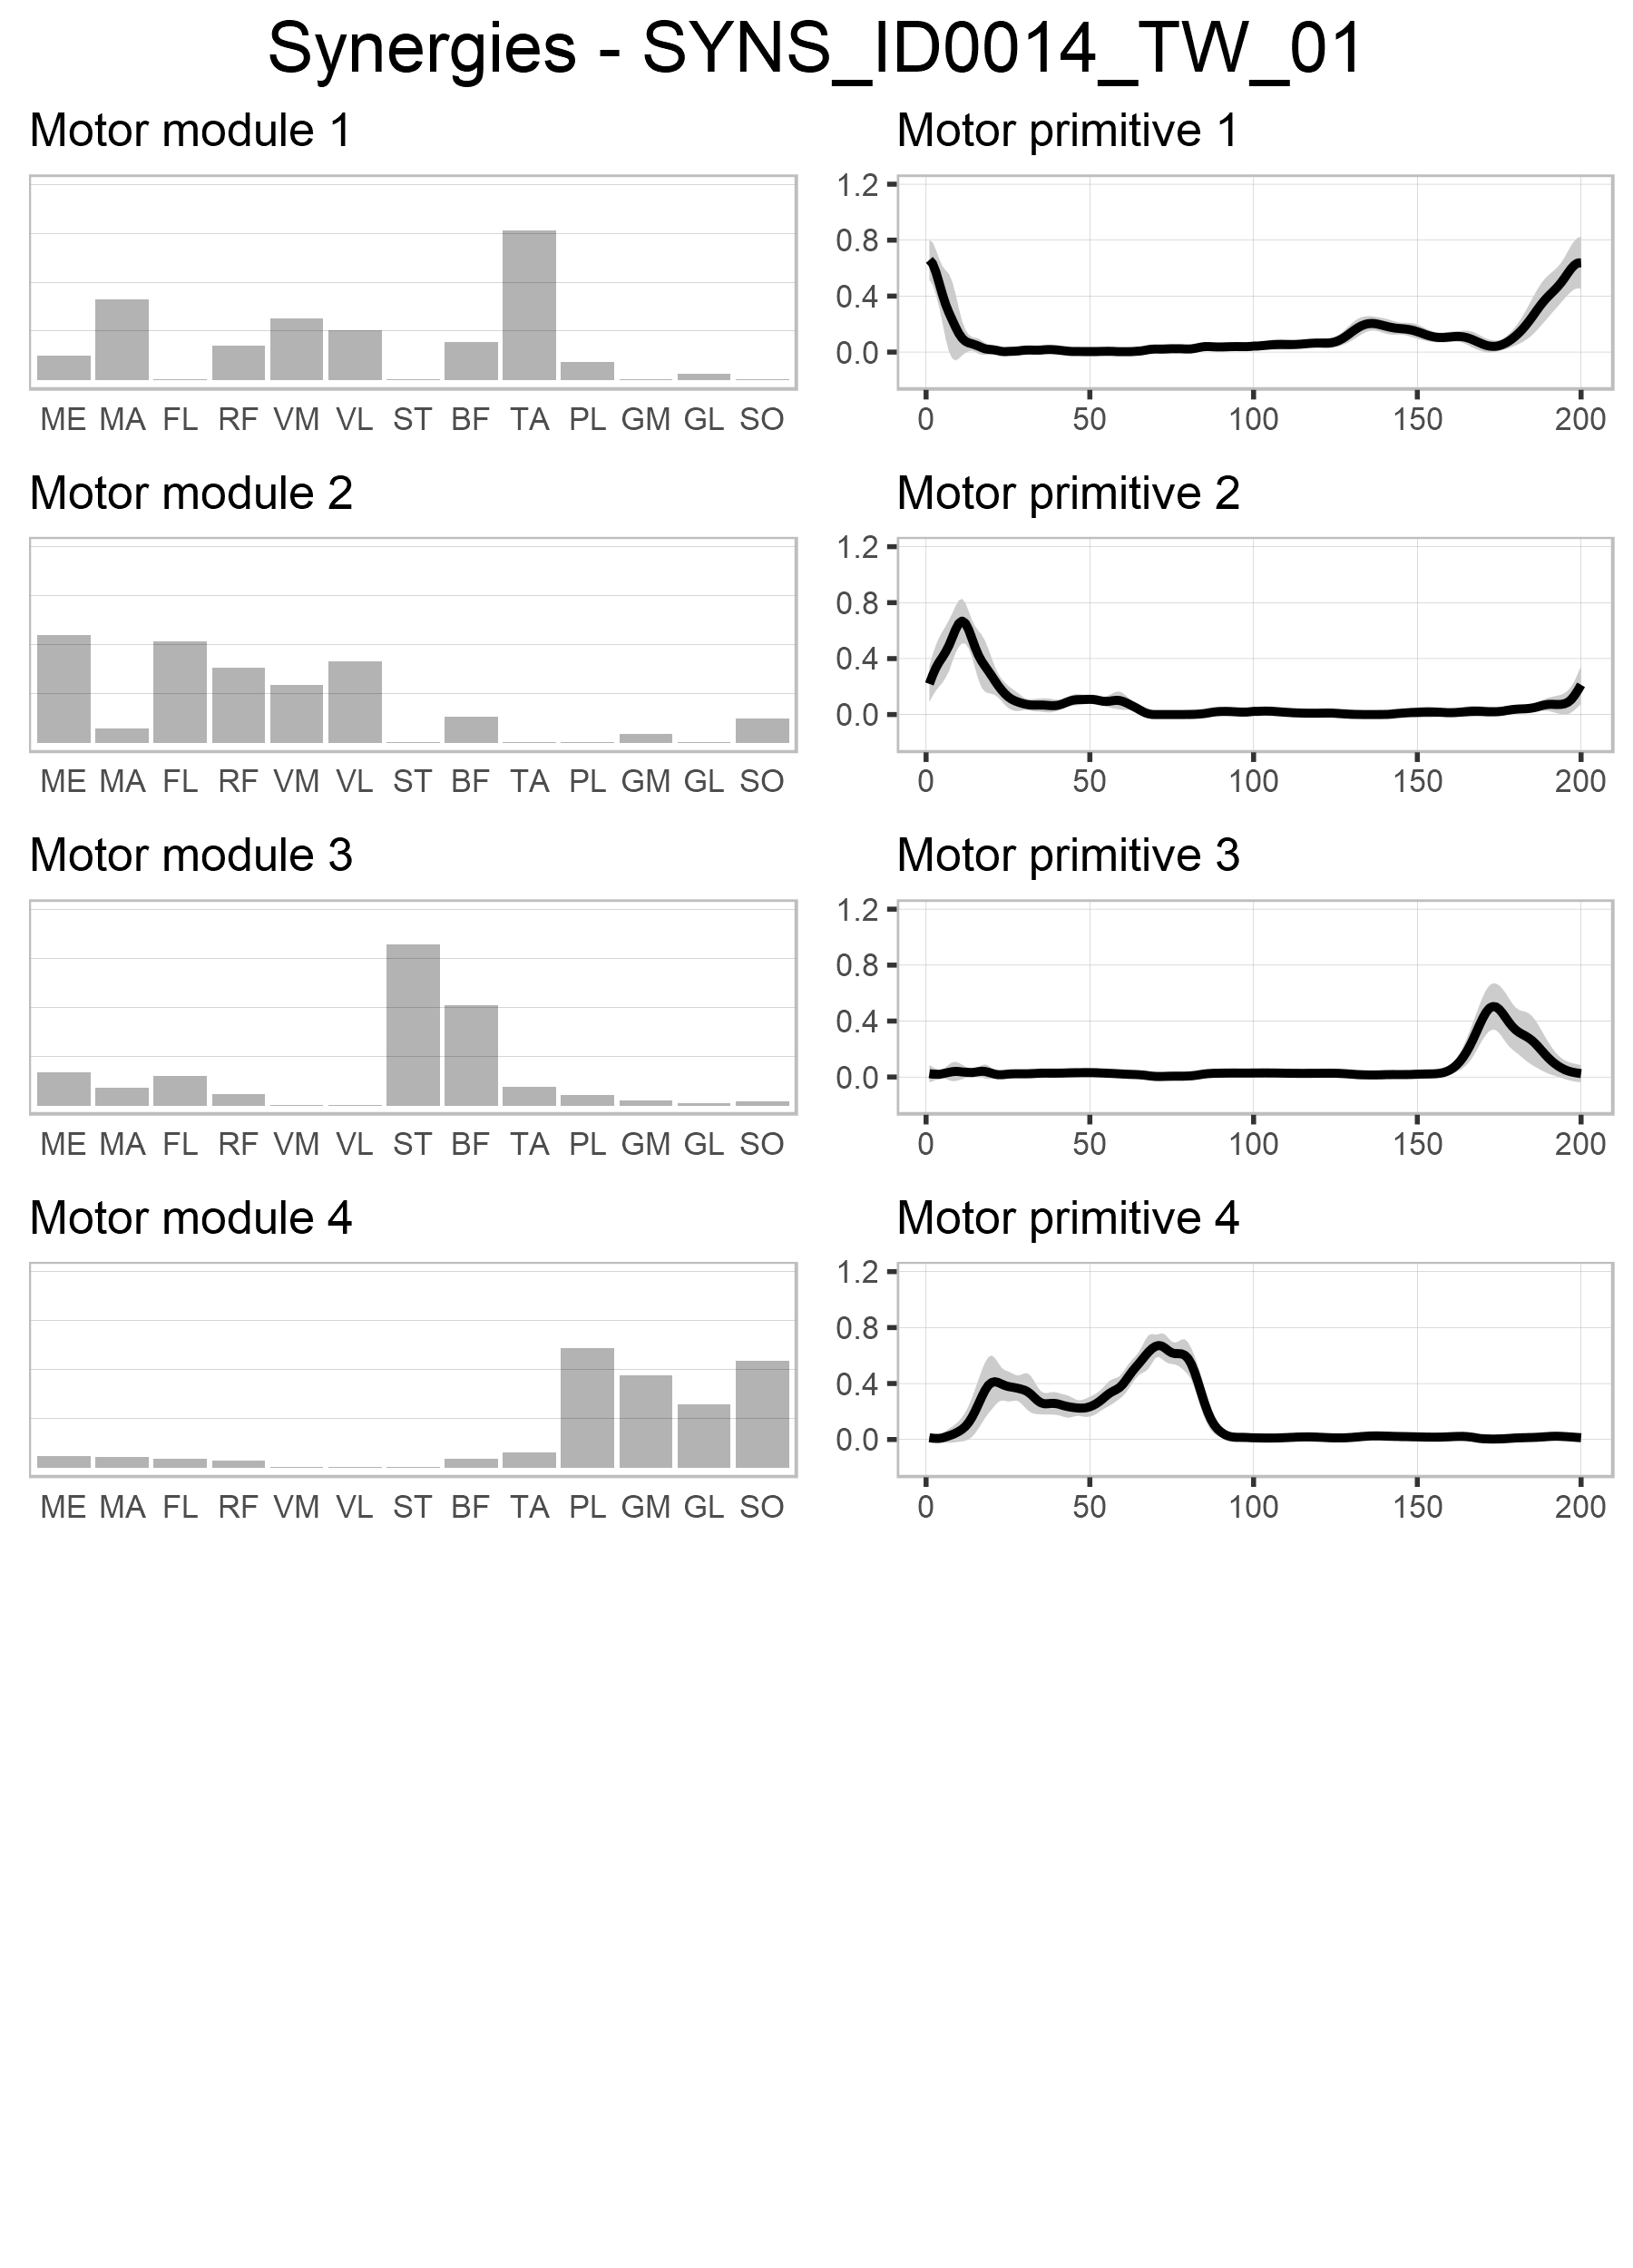 Synergies - SYNS_ID0014_TW_01
Motor module 1
Motor primitive 1
1.2
0.8
0.4
0.0
ME MA FL RF VM VL ST BF TA PL GM GL SO
0 50 100 150 200
Motor module 2
Motor primitive 2
1.2
0.8
0.4
0.0
ME MA FL RF VM VL ST BF TA PL GM GL SO
0 50 100 150 200
Motor module 3
Motor primitive 3
1.2
0.8
0.4
0.0
ME MA FL RF VM VL ST BF TA PL GM GL SO
0 50 100 150 200
Motor module 4
Motor primitive 4
1.2
0.8
0.4
0.0
ME MA FL RF VM VL ST BF TA PL GM GL SO
0 50 100 150 200